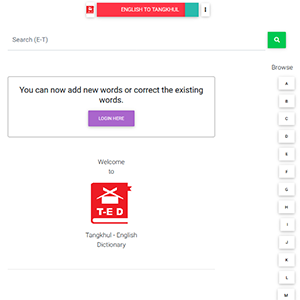 ENGLISH TO TANGKHUL
Search (E-T)
Browse
You can now add new words or correct the existing
words.
LOGIN HERE
Welcome
to
T-E D
Tangkhul - English
Dictionary
A
B
C
D
E
F
G
H
I
J
K
L
M